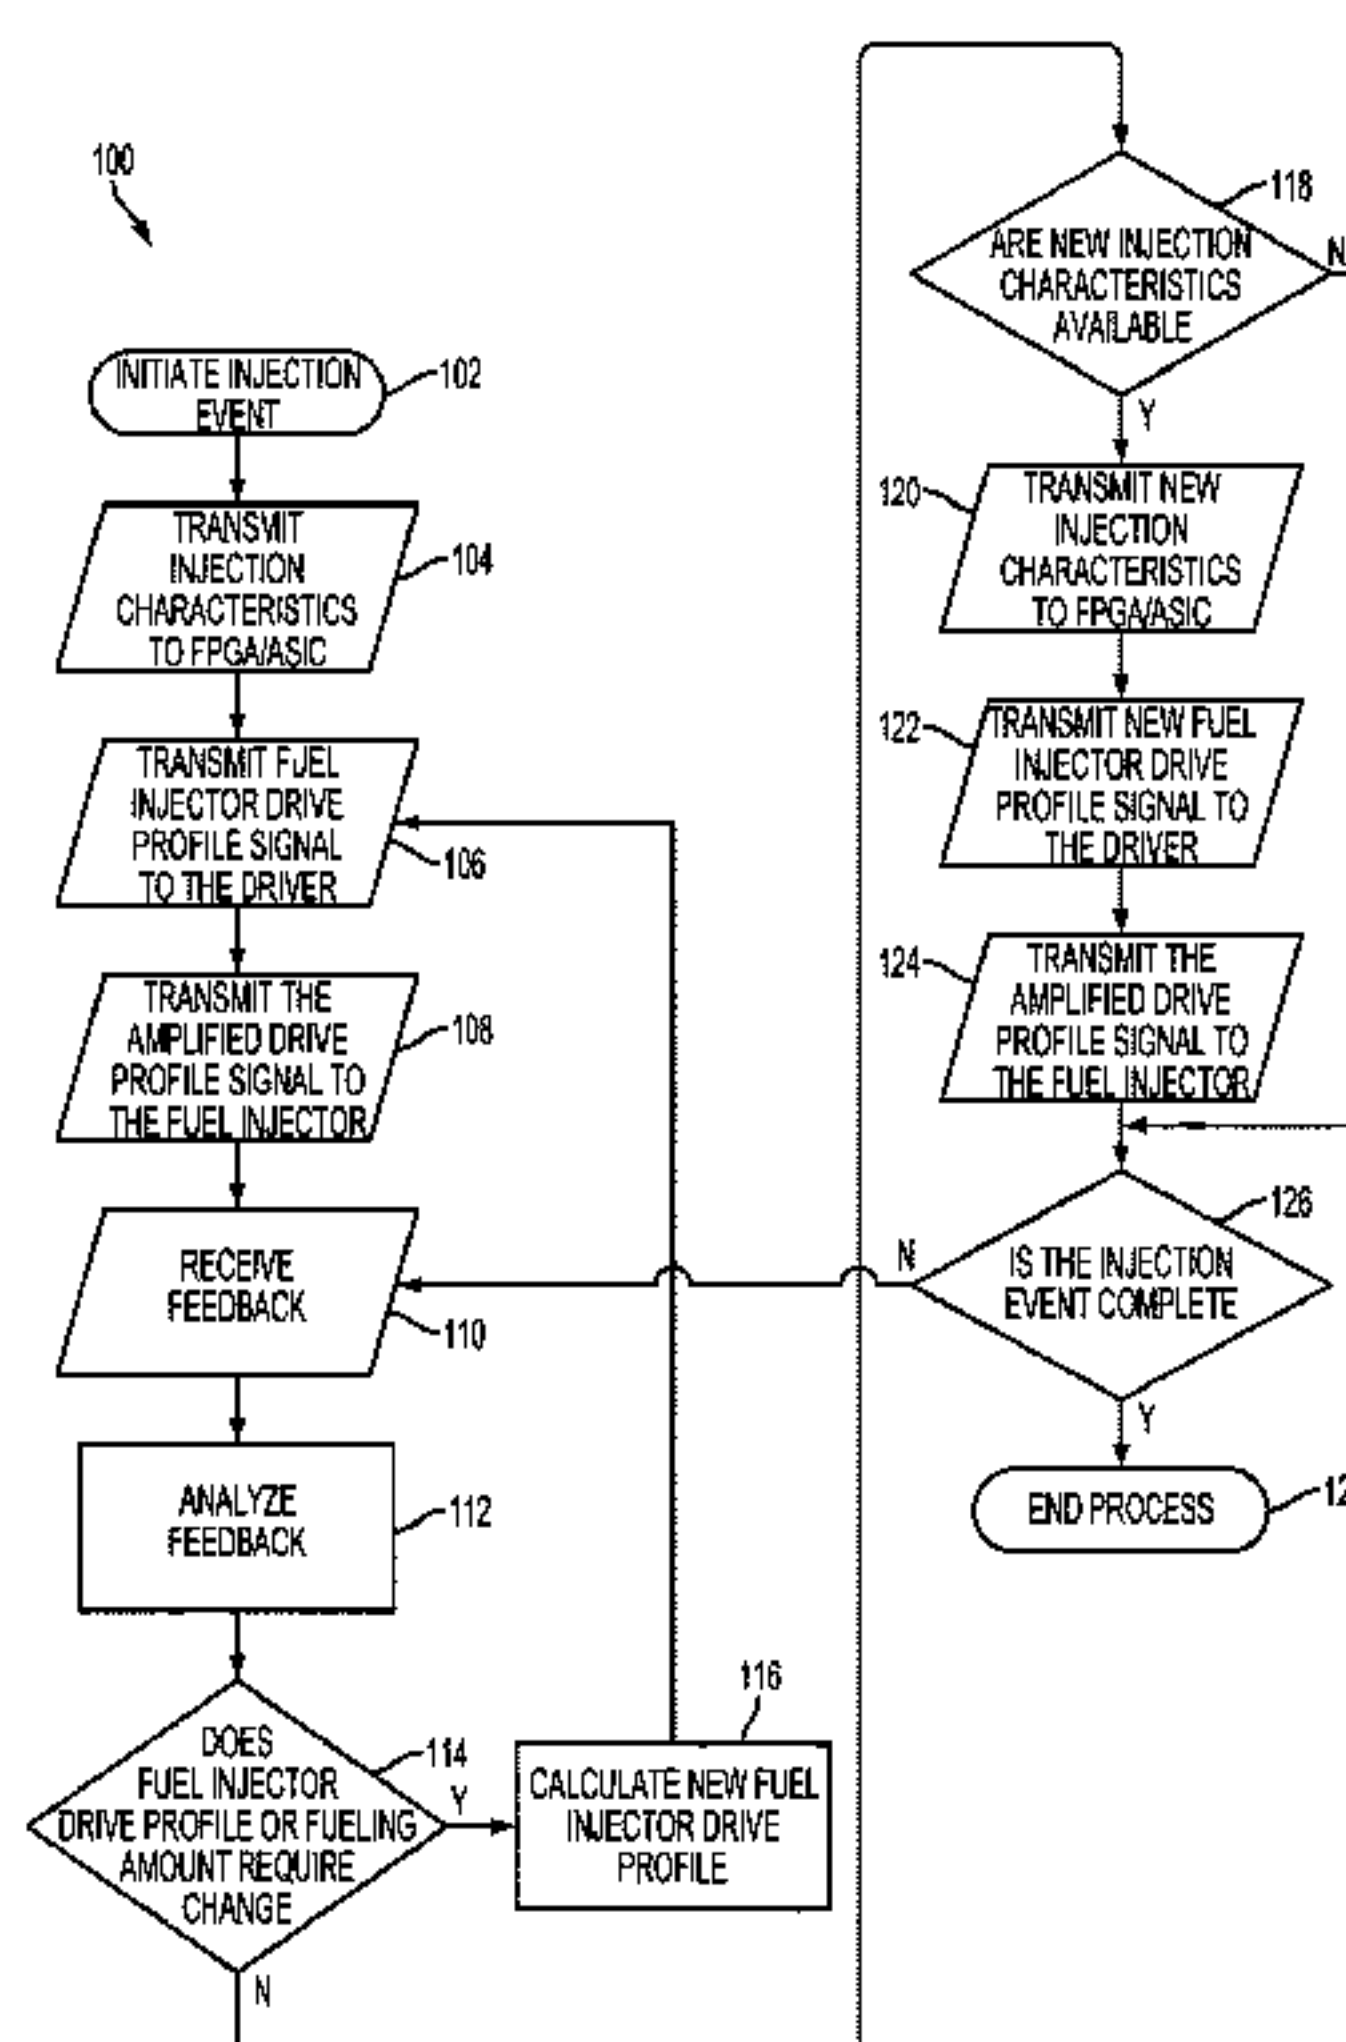 100
INITIATE INJECTION
EVENT
102
TRANSMIT
INJECTION
CHARACTERISTICS
TO FPGA/ASIC
104
TRANSMIT FUEL
INJECTOR DRIVE
PROFILE SIGNAL
TO THE DRIVER
106
TRANSMIT THE
AMPLIFIED DRIVE
PROFILE SIGNAL TO
THE FUEL INJECTOR
108
RECEIVE
FEEDBACK
110
ANALYZE
FEEDBACK
112
DOES
FUEL INJECTOR
DRIVE PROFILE OR FUELING
AMOUNT REQUIRE
CHANGE
114
Y
N
116
CALCULATE NEW FUEL
INJECTOR DRIVE
PROFILE
118
ARE NEW INJECTION
CHARACTERISTICS
AVAILABLE
N
Y
120
TRANSMIT NEW
INJECTION
CHARACTERISTICS
TO FPGA/ASIC
122
TRANSMIT NEW FUEL
INJECTOR DRIVE
PROFILE SIGNAL TO
THE DRIVER
124
TRANSMIT THE
AMPLIFIED DRIVE
PROFILE SIGNAL TO
THE FUEL INJECTOR
126
IS THE INJECTION
EVENT COMPLETE
N
Y
END PROCESS